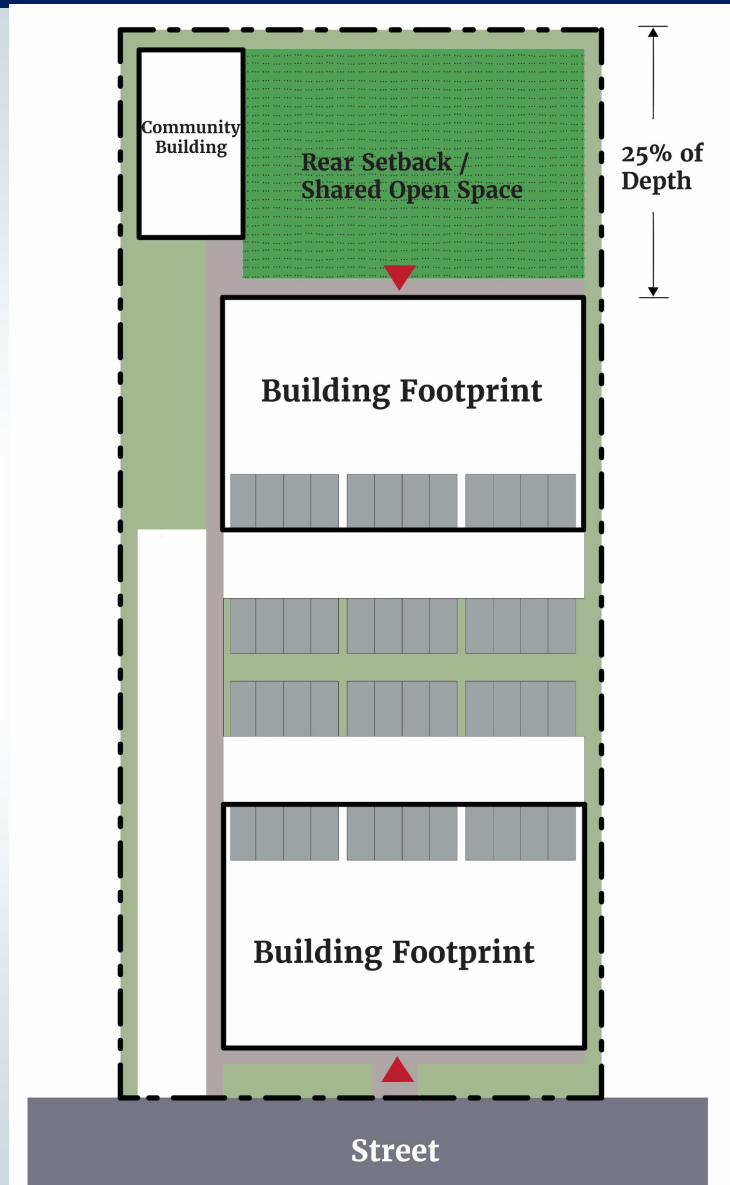 Community
Building
Rear Setback /
Shared Open Space
25% of
Depth
Building Footprint
Building Footprint
Street